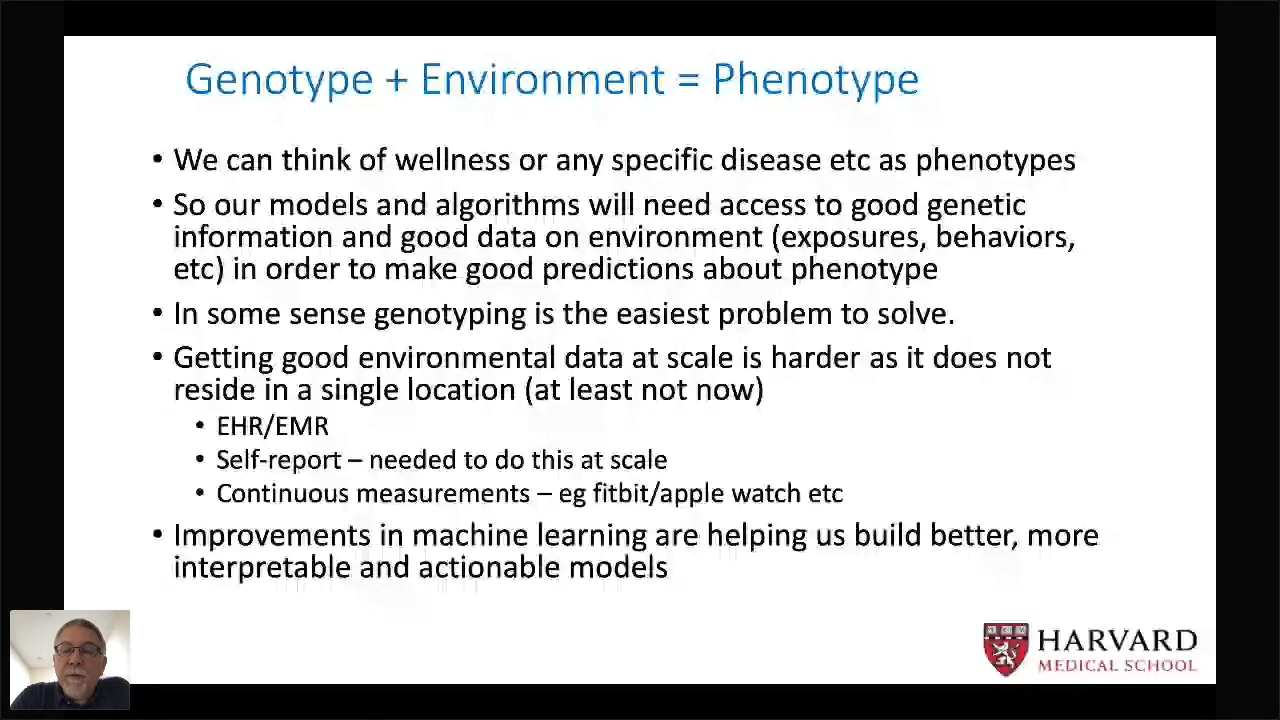 Genotype + Environment = Phenotype
• We can think of wellness or any specific disease etc as phenotypes
• So our models and algorithms will need access to good genetic
information and good data on environment (exposures, behaviors,
etc) in order to make good predictions about phenotype
• In some sense genotyping is the easiest problem to solve.
• Getting good environmental data at scale is harder as it does not
reside in a single location (at least not now)
• EHR/EMR
• Self-report – needed to do this at scale
• Continuous measurements – eg fitbit/apple watch etc
• Improvements in machine learning are helping us build better, more
interpretable and actionable models
HARVARD
MEDICAL SCHOOL